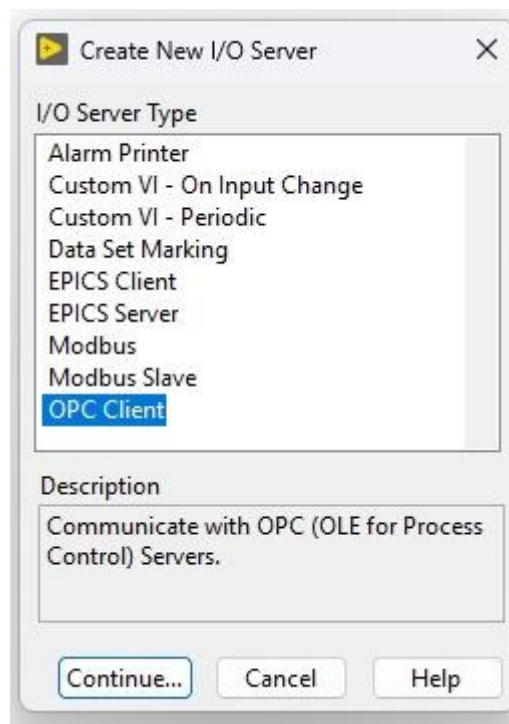 Create New I/O Server
I/O Server Type
Alarm Printer
Custom VI - On Input Change
Custom VI - Periodic
Data Set Marking
EPICS Client
EPICS Server
Modbus
Modbus Slave
OPC Client
Description
Communicate with OPC (OLE for Process
Control) Servers.
Continue...
Cancel
Help